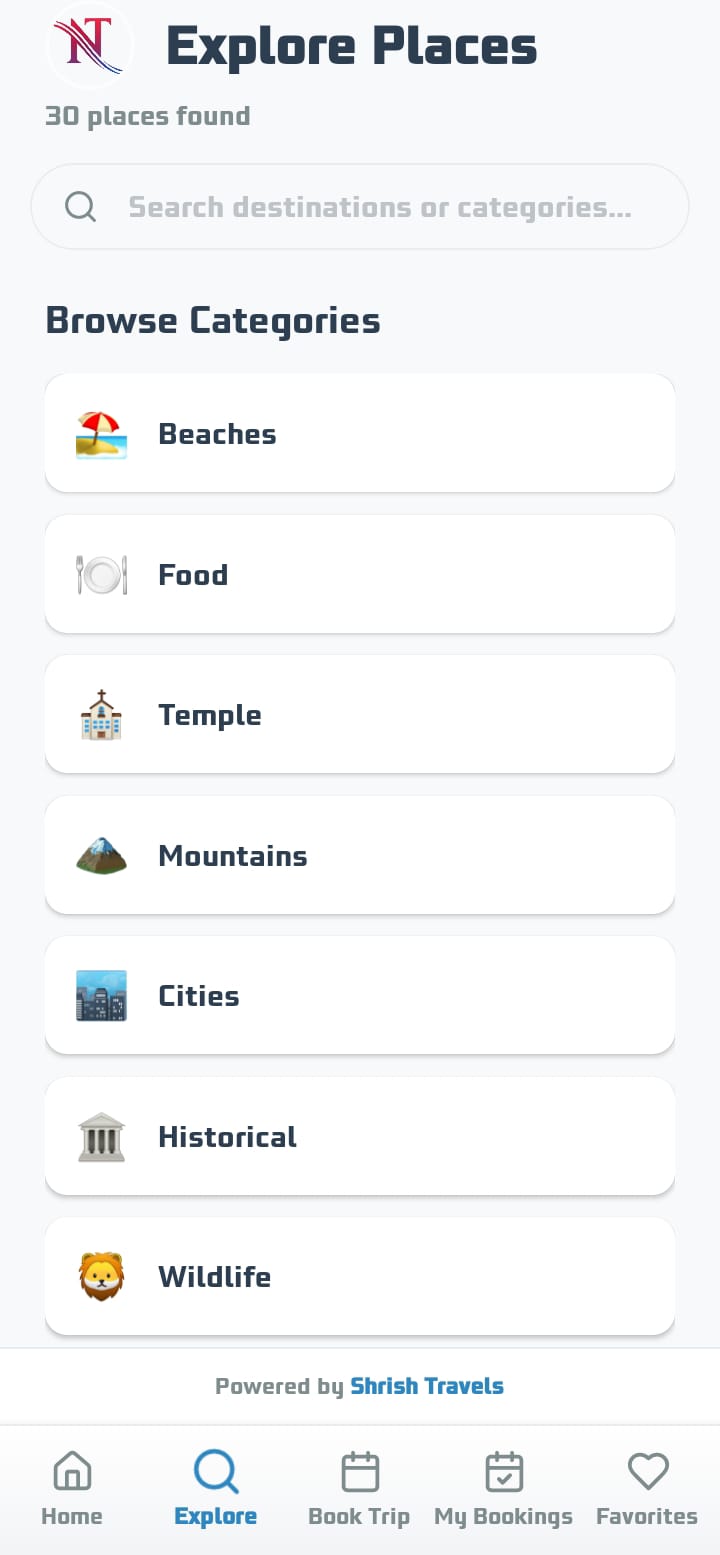 NT
Explore Places
30 places found
Search destinations or categories...
Browse Categories
Beaches
Food
Temple
Mountains
Cities
Historical
Wildlife
Powered by Shrish Travels
Home
Explore
Book Trip
My Bookings
Favorites